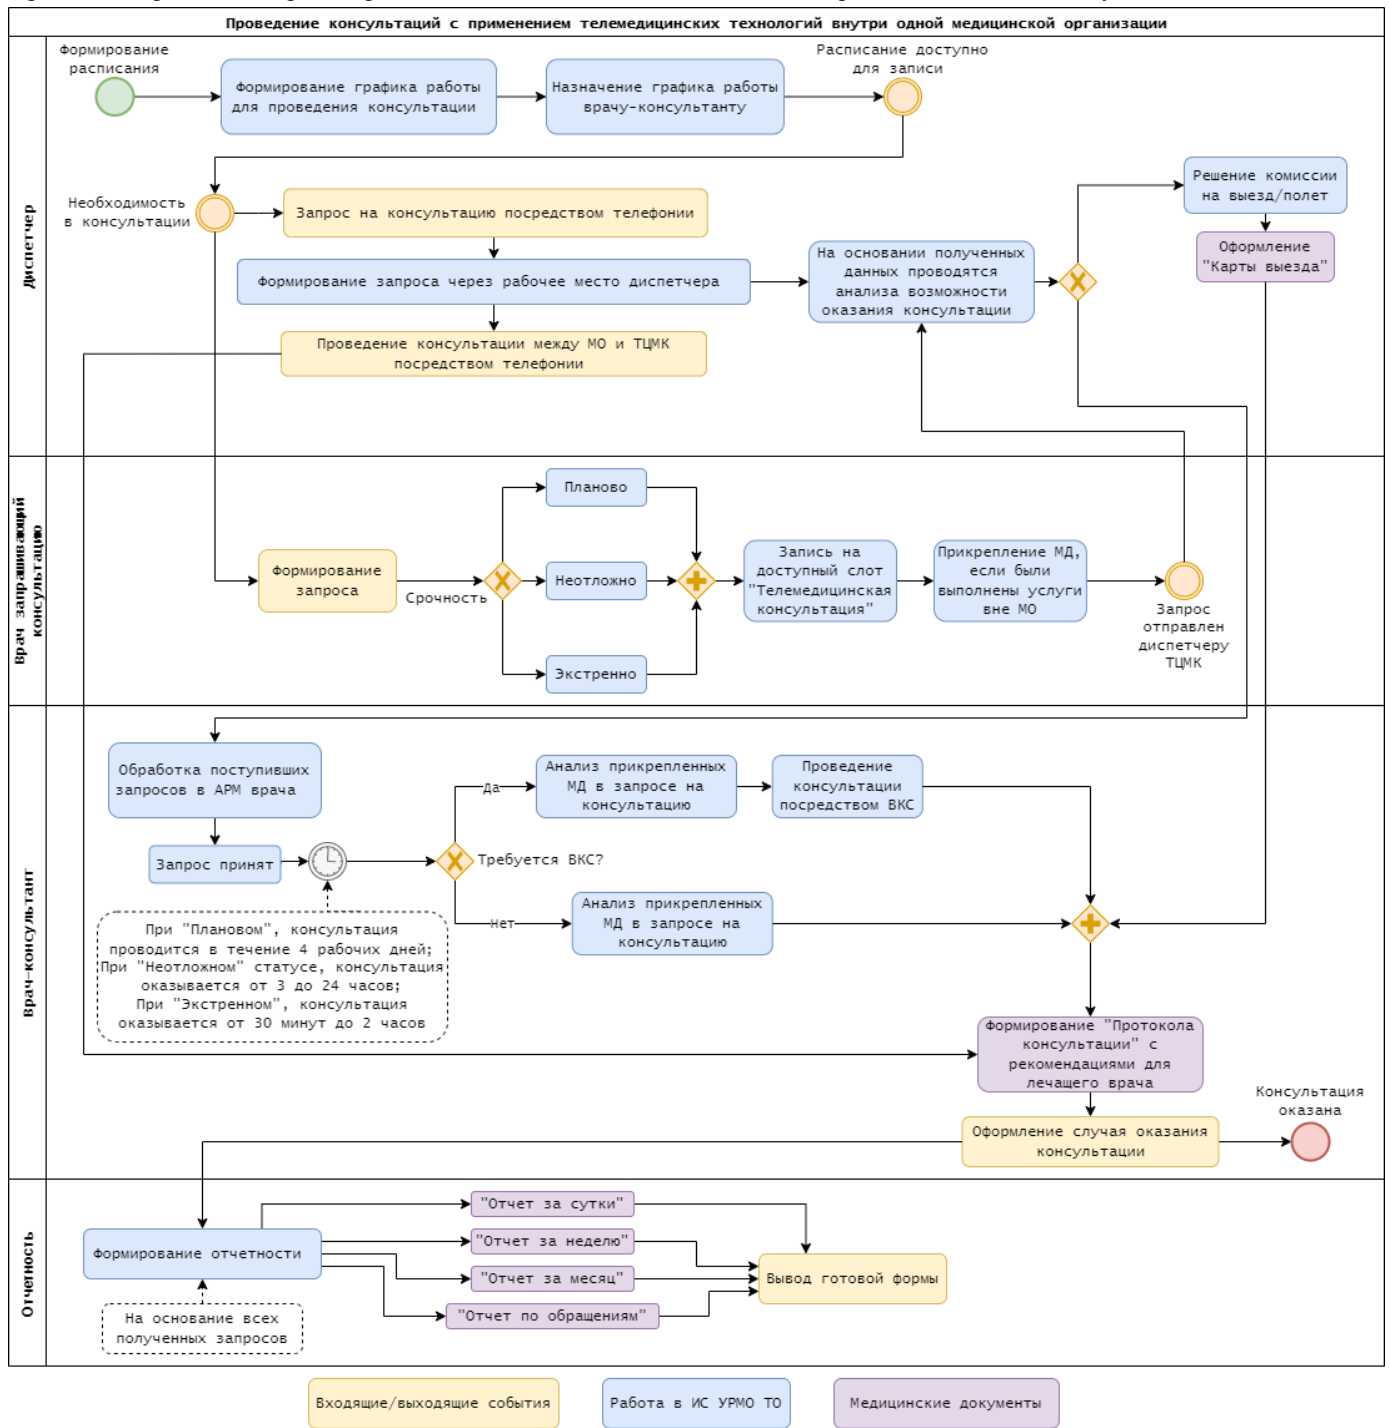 Проведение консультаций с применением телемедицинских технологий внутри одной медицинской организации
Диспетчер
Формирование
расписания
Формирование графика работы
для проведения консультации
Назначение графика работы
врачу-консультанту
Расписание доступно
для записи
Необходимость
в консультации
Запрос на консультацию посредством телефонии
Формирование запроса через рабочее место диспетчера
Проведение консультации между МО и ТЦМК
посредством телефонии
На основании полученных
данных проводятся
анализа возможности
оказания консультации
Решение комиссии
на выезд/полет
Оформление
"Карты выезда"
Врач запрашивающий
консультацию
Формирование
запроса
Срочность
Планово
Неотложно
Экстренно
Запись на
доступный слот
"Телемедицинская
консультация"
Прикрепление МД,
если были
выполнены услуги
вне МО
Запрос
отправлен
диспетчеру
ТЦМК
Врач-консультант
Обработка поступивших
запросов в АРМ врача
Запрос принят
При "Плановом", консультация
проводится в течение 4 рабочих дней;
При "Неотложном" статусе, консультация
оказывается от 3 до 24 часов;
При "Экстренном", консультация
оказывается от 30 минут до 2 часов
Требуется ВКС?
Да
Анализ прикрепленных
МД в запросе на
консультацию
Проведение
консультации
посредством ВКС
Нет
Анализ прикрепленных
МД в запросе на
консультацию
Формирование "Протокола
консультации" с
рекомендациями для
лечащего врача
Оформление случая оказания
консультации
Консультация
оказана
Отчетность
Формирование отчетности
На основание всех
полученных запросов
"Отчет за сутки"
"Отчет за неделю"
"Отчет за месяц"
"Отчет по обращениям"
Вывод готовой формы
Входящие/выходящие события
Работа в ИС УРМО ТО
Медицинские документы